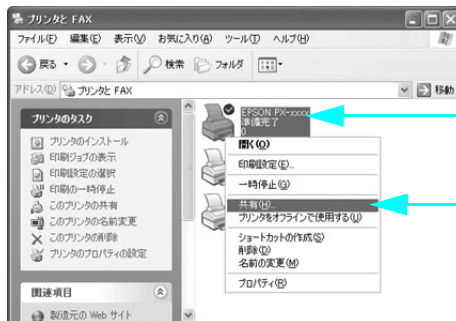 プリンタと FAX
ファイル(F) 編集(E) 表示(V) お気に入り(A) ツール(T) ヘルプ(H)
戻る 検索 フォルダ
アドレス(D) プリンタと FAX 移動
プリンタのタスク
プリンタのインストール
印刷ジョブの表示
印刷設定の選択
印刷の一時停止
このプリンタの共有
このプリンタの名前変更
このプリンタの削除
プリンタのプロパティの設定
関連項目
製造元の Web サイト
EPSON PX-xxxx
準備完了
0
開く(O)
印刷設定(E)...
一時停止(G)
共有(H)...
プリンタをオフラインで使用する(U)
ショートカットの作成(S)
削除(D)
名前の変更(M)
プロパティ(R)